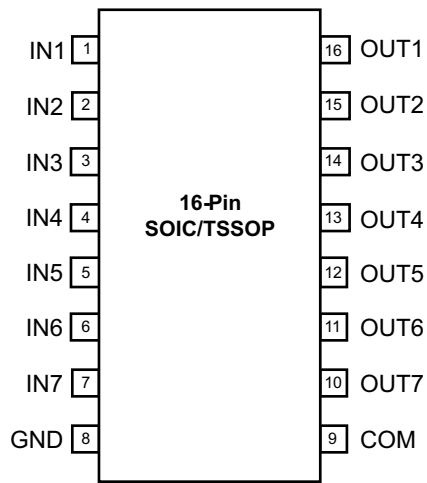 IN1 1 16 OUT1
IN2 2 15 OUT2
IN3 3 14 OUT3
16-Pin
SOIC/TSSOP
IN4 4 13 OUT4
IN5 5 12 OUT5
IN6 6 11 OUT6
IN7 7 10 OUT7
GND 8 9 COM